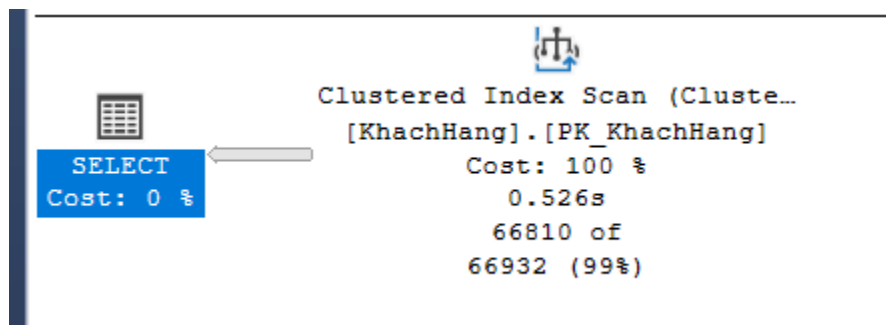 SELECT
Cost: 0 %
Clustered Index Scan (Cluste…
[KhachHang].[PK_KhachHang]
Cost: 100 %
0.526s
66810 of
66932 (99%)